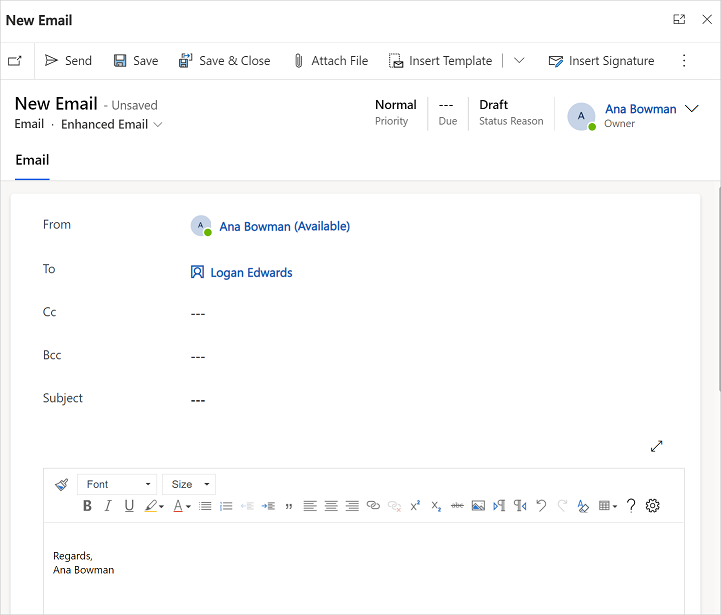 New Email
Send Save Save & Close Attach File Insert Template Insert Signature
New Email - Unsaved
Email · Enhanced Email
Normal
Priority
---
Due
Draft
Status Reason
A
Ana Bowman
Owner
Email
From A Ana Bowman (Available)
To Logan Edwards
Cc ---
Bcc ---
Subject ---
Font Size
B I U A abc ?
Regards,
Ana Bowman